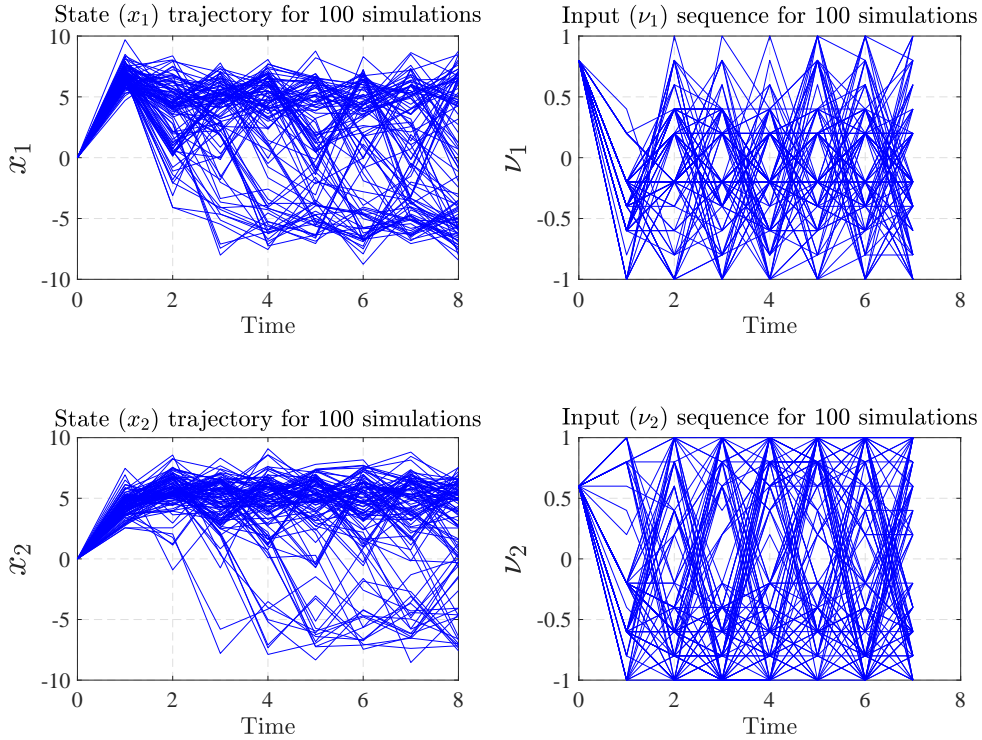 State (x₁) trajectory for 100 simulations
10
5
0
-5
-10
x₁
0 2 4 6 8
Time
Input (ν₁) sequence for 100 simulations
1
0.5
0
-0.5
-1
ν₁
0 2 4 6 8
Time
State (x₂) trajectory for 100 simulations
10
5
0
-5
-10
x₂
0 2 4 6 8
Time
Input (ν₂) sequence for 100 simulations
1
0.5
0
-0.5
-1
ν₂
0 2 4 6 8
Time